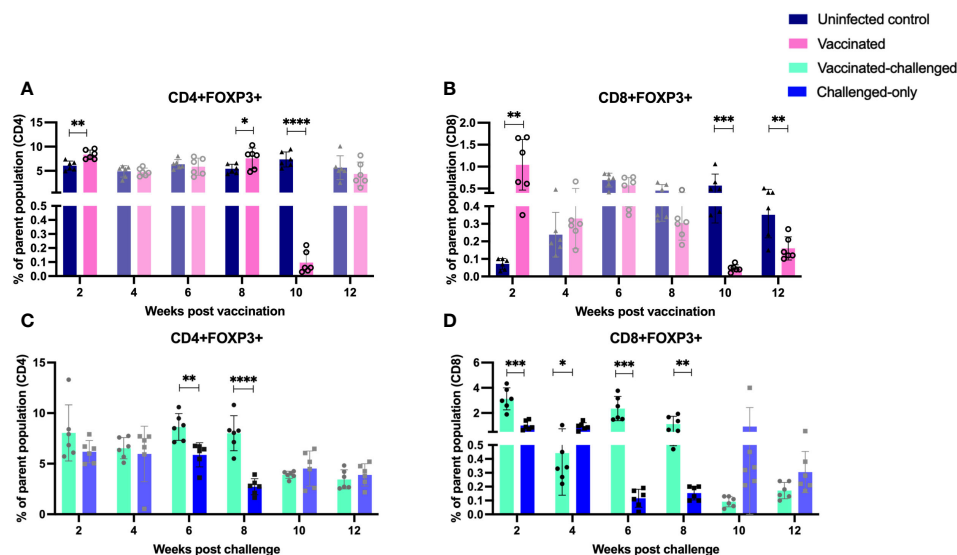 Uninfected control
Vaccinated
Vaccinated-challenged
Challenged-only
A
CD4+FOXP3+
% of parent population (CD4)
15
10
5
0.5
0.4
0.3
0.2
0.1
0.0
** * ****
2 4 6 8 10 12
Weeks post vaccination
B
CD8+FOXP3+
% of parent population (CD8)
2.0
1.5
1.0
0.5
0.4
0.3
0.2
0.1
0.0
** *** **
2 4 6 8 10 12
Weeks post vaccination
C
CD4+FOXP3+
% of parent population (CD4)
15
10
5
0
** ****
2 4 6 8 10 12
Weeks post challenge
D
CD8+FOXP3+
% of parent population (CD8)
6
4
2
0.5
0.4
0.3
0.2
0.1
0.0
*** * *** **
2 4 6 8 10 12
Weeks post challenge